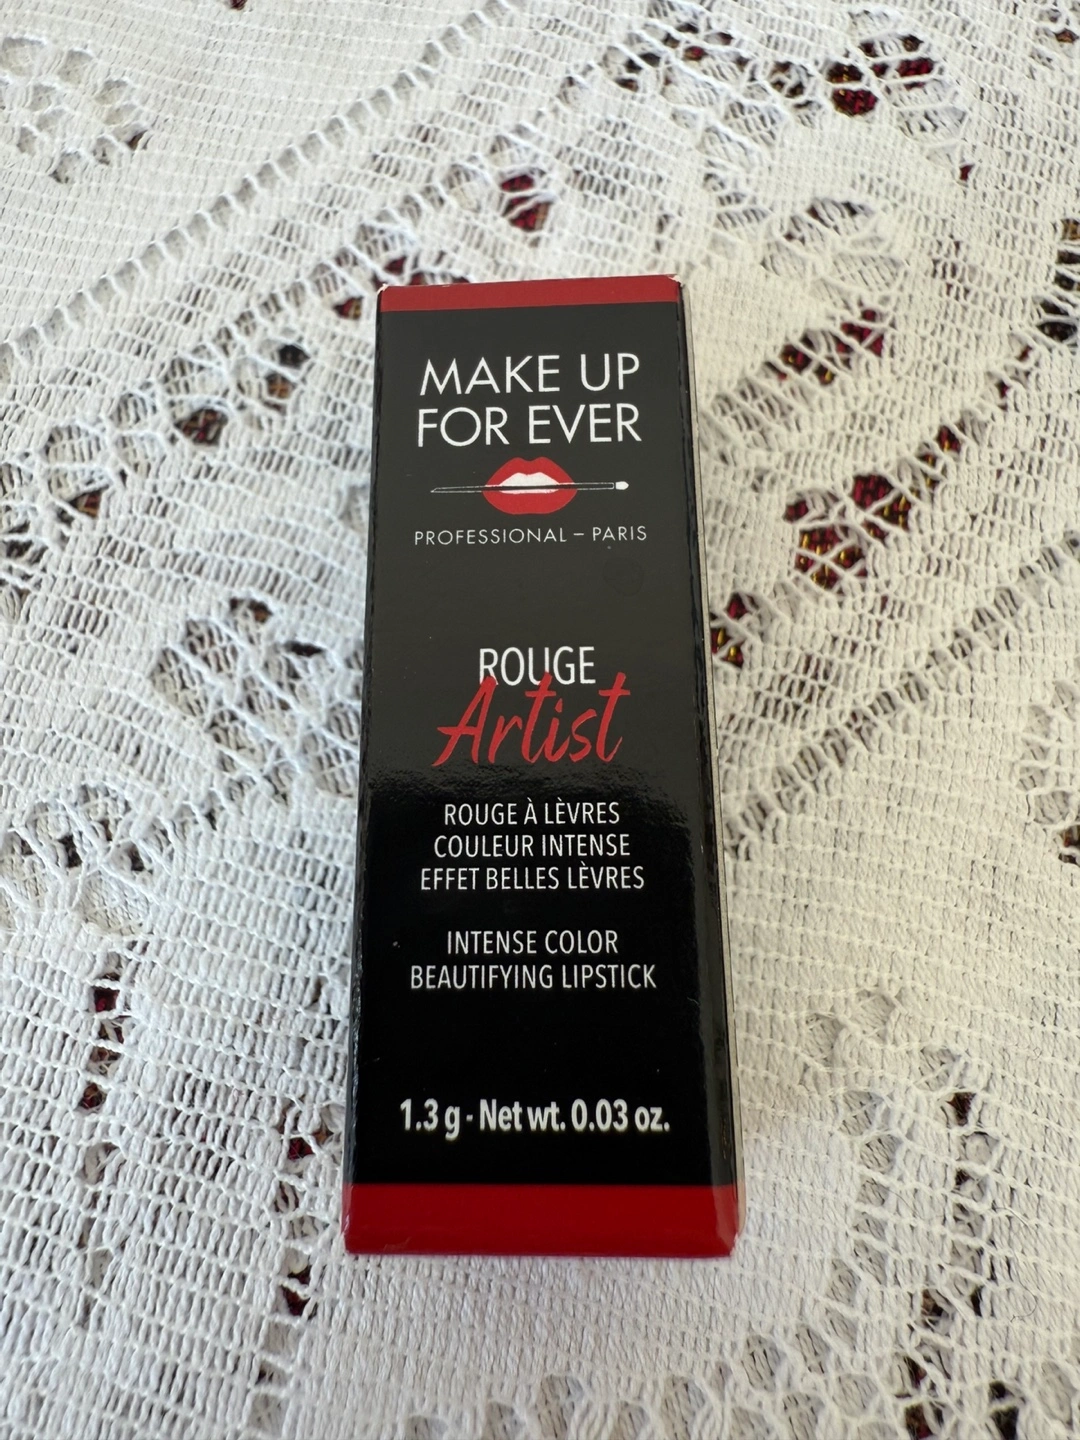 MAKE UP
FOR EVER
PROFESSIONAL – PARIS
ROUGE
Artist
ROUGE À LÈVRES
COULEUR INTENSE
EFFET BELLES LÈVRES
INTENSE COLOR
BEAUTIFYING LIPSTICK
1.3 g - Net wt. 0.03 oz.